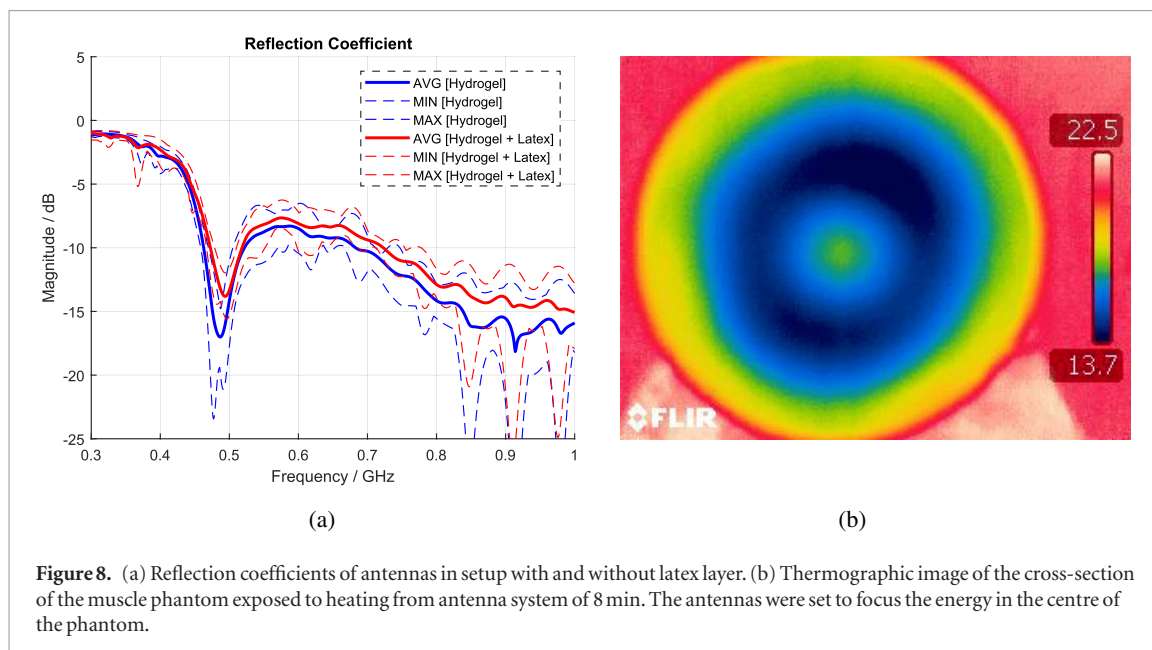 Reflection Coefficient
5
0
-5
-10
-15
-20
-25
Magnitude / dB
0.3 0.4 0.5 0.6 0.7 0.8 0.9 1
Frequency / GHz
AVG [Hydrogel]
MIN [Hydrogel]
MAX [Hydrogel]
AVG [Hydrogel + Latex]
MIN [Hydrogel + Latex]
MAX [Hydrogel + Latex]
(a)
22.5
13.7
FLIR
(b)
Figure 8. (a) Reflection coefficients of antennas in setup with and without latex layer. (b) Thermographic image of the cross-section
of the muscle phantom exposed to heating from antenna system of 8 min. The antennas were set to focus the energy in the centre of
the phantom.